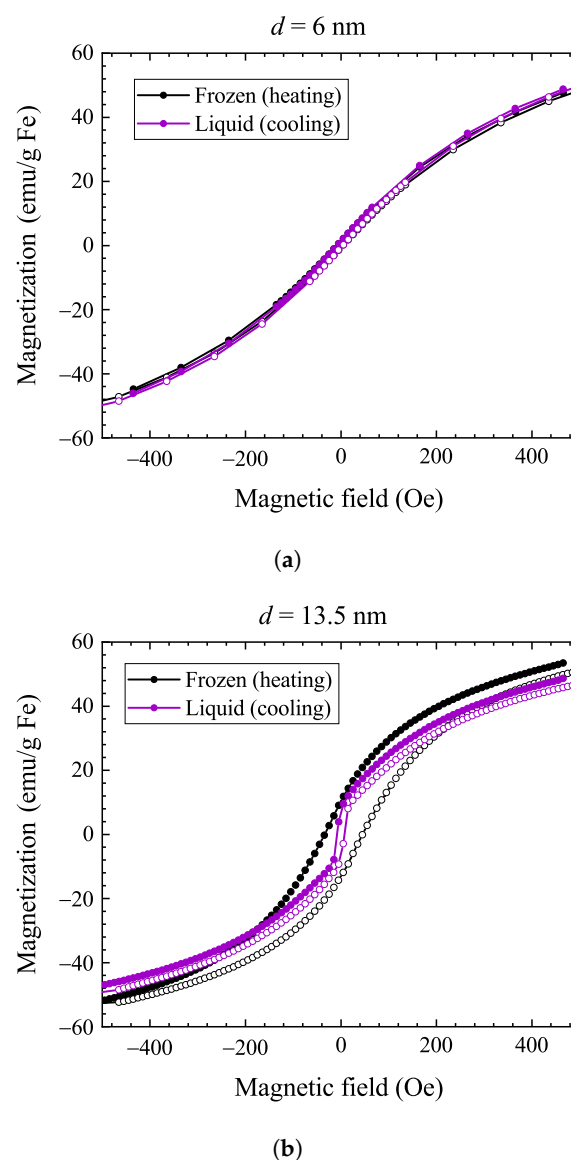 d = 6 nm
60
40
20
0
−20
−40
−60
Magnetization (emu/g Fe)
Frozen (heating)
Liquid (cooling)
−400 −200 0 200 400
Magnetic field (Oe)
(a)
d = 13.5 nm
60
40
20
0
−20
−40
−60
Magnetization (emu/g Fe)
Frozen (heating)
Liquid (cooling)
−400 −200 0 200 400
Magnetic field (Oe)
(b)